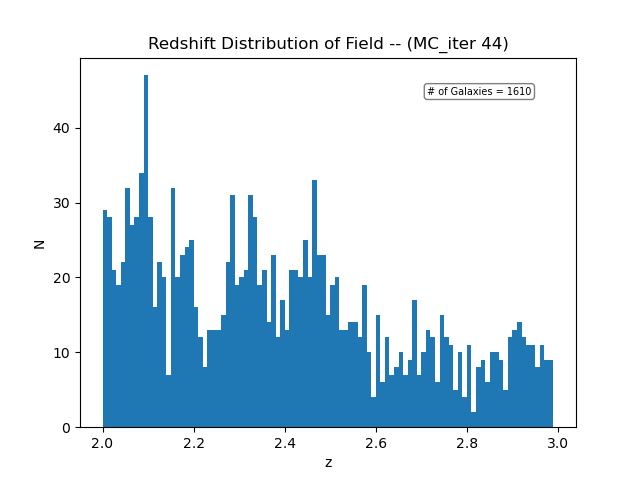 Redshift Distribution of Field -- (MC_iter 44)
# of Galaxies = 1610
N
40
30
20
10
0
2.0 2.2 2.4 2.6 2.8 3.0
z